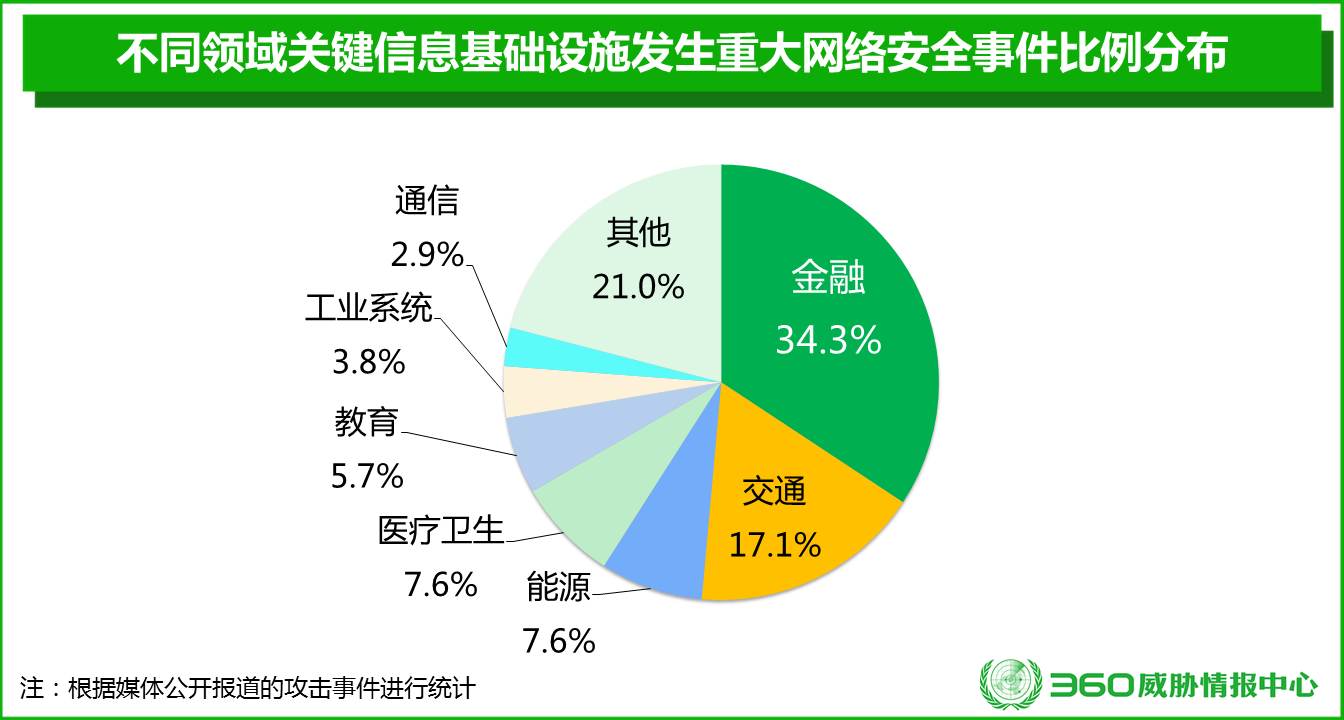 不同领域关键信息基础设施发生重大网络安全事件比例分布
通信
2.9%
其他
21.0%
金融
34.3%
工业系统
3.8%
教育
5.7%
交通
17.1%
医疗卫生
7.6%
能源
7.6%
注：根据媒体公开报道的攻击事件进行统计
360威胁情报中心